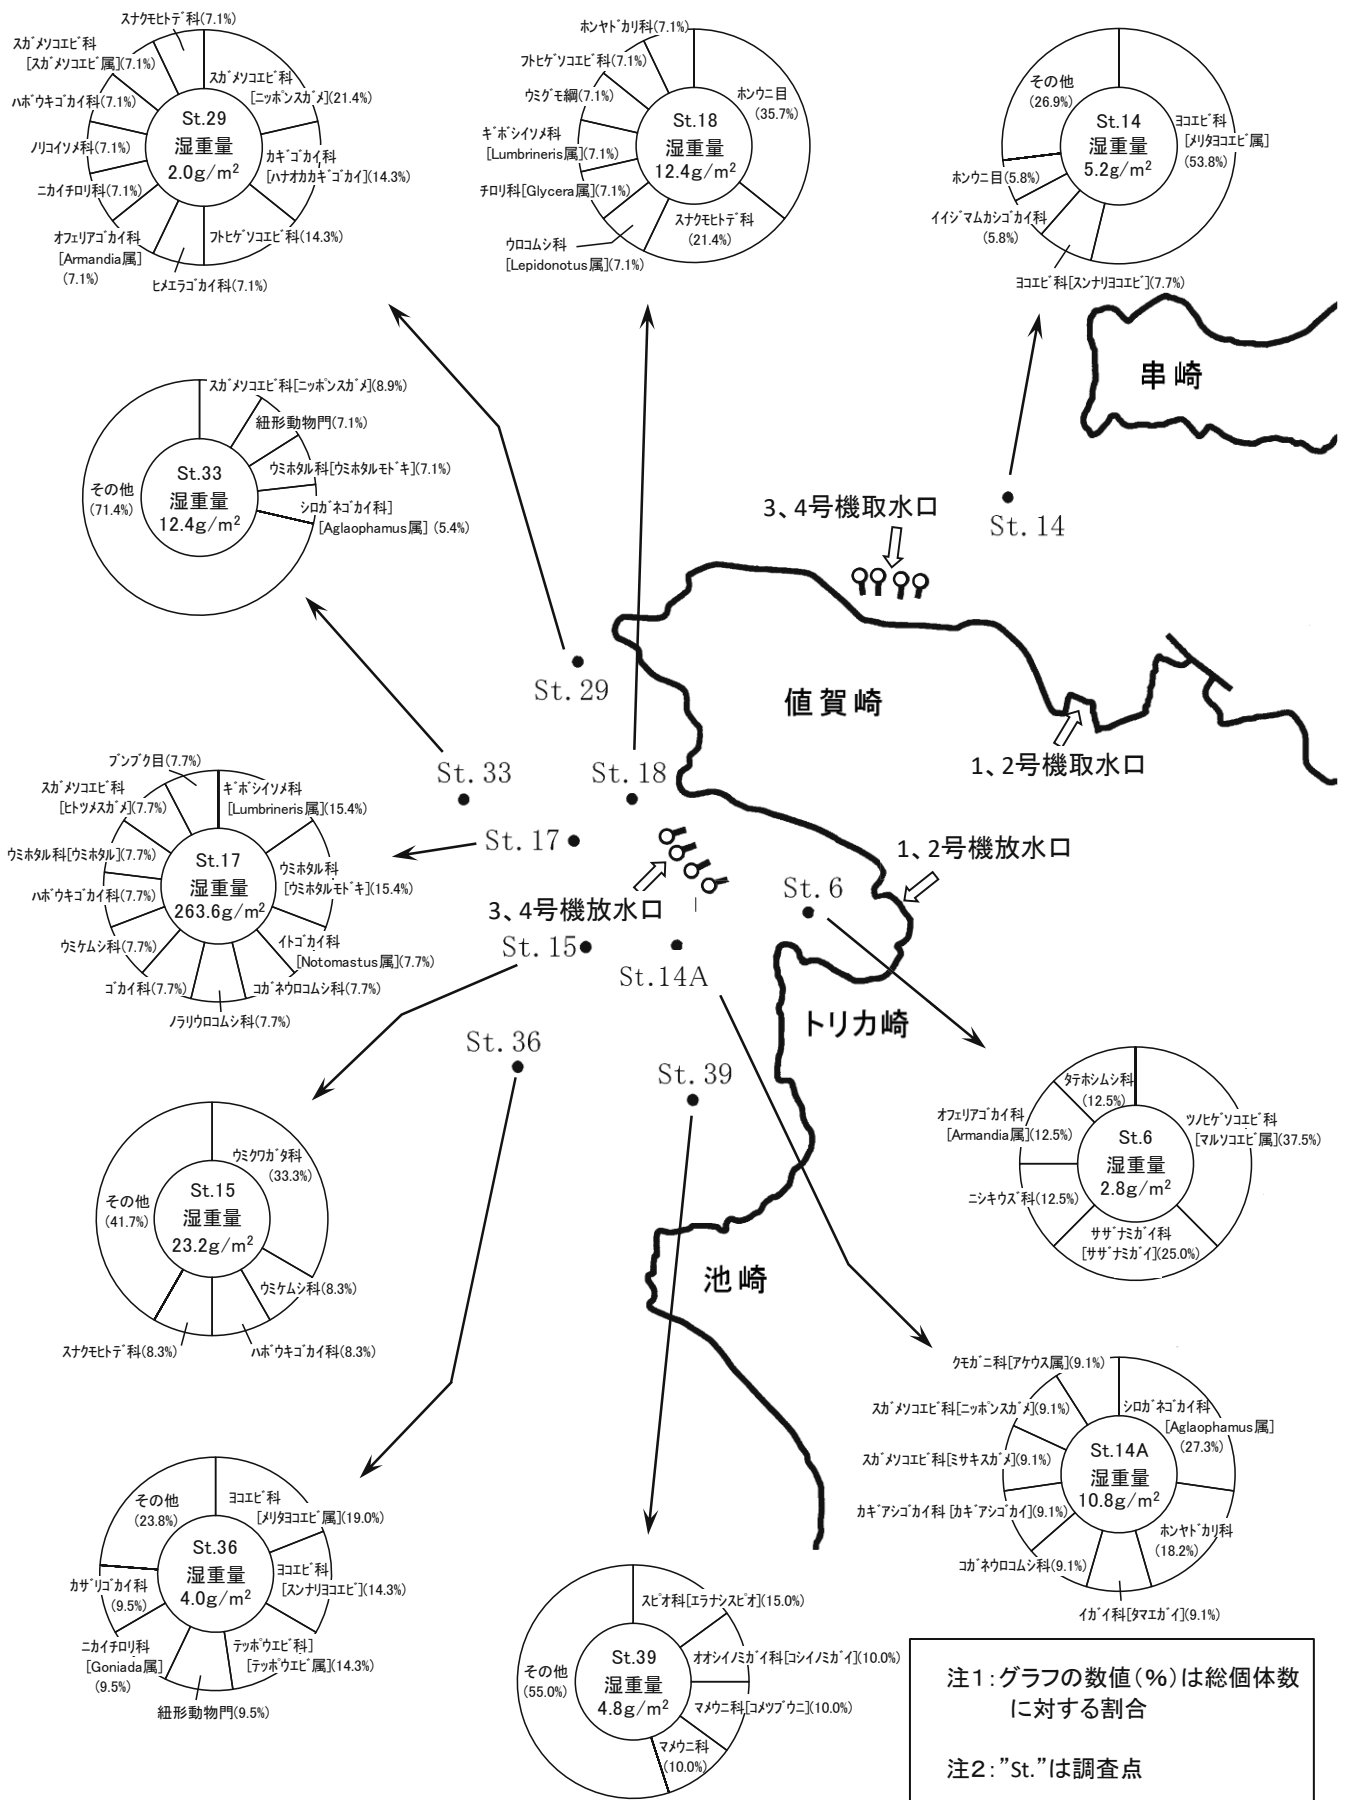 スナクモヒトデ科(7.1%)
スガメソコエビ科
[スガメソコエビ属](7.1%)
ハボウキゴカイ科(7.1%)
ノリコイソメ科(7.1%)
ニカイチロリ科(7.1%)
オフェリアゴカイ科
[Armandia属]
(7.1%)
ヒメエラゴカイ科(7.1%)
フトヒゲソコエビ科(14.3%)
カギゴカイ科
[ハナオカカギゴカイ](14.3%)
スガメソコエビ科
[ニッポンスガメ](21.4%)
St.29
湿重量
2.0g/m²
ホンヤドカリ科(7.1%)
フトヒゲソコエビ科(7.1%)
ウミグモ綱(7.1%)
ギボシイソメ科
[Lumbrineris属](7.1%)
チロリ科[Glycera属](7.1%)
ウロコムシ科
[Lepidonotus属](7.1%)
スナクモヒトデ科
(21.4%)
ホンウニ目
(35.7%)
St.18
湿重量
12.4g/m²
その他
(26.9%)
ヨコエビ科
[メリタヨコエビ属]
(53.8%)
ホンウニ目(5.8%)
イイジマムカシゴカイ科
(5.8%)
ヨコエビ科[スンナリヨコエビ](7.7%)
St.14
湿重量
5.2g/m²
串崎
スガメソコエビ科[ニッポンスガメ](8.9%)
紐形動物門(7.1%)
ウミホタル科[ウミホタルモドキ](7.1%)
シロガネゴカイ科]
[Aglaophamus属] (5.4%)
その他
(71.4%)
St.33
湿重量
12.4g/m²
3、4号機取水口
St.14
St.29
値賀崎
1、2号機取水口
St.33
St.18
St.17
1、2号機放水口
St.6
3、4号機放水口
St.15
St.14A
トリカ崎
St.36
St.39
池崎
ブンブク目(7.7%)
スガメソコエビ科
[ヒトツメスガメ](7.7%)
ウミホタル科[ウミホタル](7.7%)
ハボウキゴカイ科(7.7%)
ウミケムシ科(7.7%)
ゴカイ科(7.7%)
ノラリウロコムシ科(7.7%)
コガネウロコムシ科(7.7%)
イトゴカイ科
[Notomastus属](7.7%)
ウミホタル科
[ウミホタルモドキ](15.4%)
ギボシイソメ科
[Lumbrineris属](15.4%)
St.17
湿重量
263.6g/m²
その他
(41.7%)
ウミクワガタ科
(33.3%)
ウミケムシ科(8.3%)
ハボウキゴカイ科(8.3%)
スナクモヒトデ科(8.3%)
St.15
湿重量
23.2g/m²
タテホシムシ科
(12.5%)
オフェリアゴカイ科
[Armandia属](12.5%)
ニシキウズ科(12.5%)
ササナミガイ科
[ササナミガイ](25.0%)
ツノヒゲソコエビ科
[マルソコエビ属](37.5%)
St.6
湿重量
2.8g/m²
クモガニ科[アケウス属](9.1%)
スガメソコエビ科[ニッポンスガメ](9.1%)
スガメソコエビ科[ミサキスガメ](9.1%)
カギアシゴカイ科 [カギアシゴカイ](9.1%)
コガネウロコムシ科(9.1%)
イガイ科[タマエガイ](9.1%)
ホンヤドカリ科
(18.2%)
シロガネゴカイ科
[Aglaophamus属]
(27.3%)
St.14A
湿重量
10.8g/m²
その他
(23.8%)
ヨコエビ科
[メリタヨコエビ属](19.0%)
ヨコエビ科
[スンナリヨコエビ](14.3%)
テッポウエビ科]
[テッポウエビ属](14.3%)
紐形動物門(9.5%)
ニカイチロリ科
[Goniada属]
(9.5%)
カザリゴカイ科
(9.5%)
St.36
湿重量
4.0g/m²
その他
(55.0%)
スピオ科[エラナシスピオ](15.0%)
オオシイノミガイ科[コシイノミガイ](10.0%)
マメウニ科[コメツブウニ](10.0%)
マメウニ科
(10.0%)
St.39
湿重量
4.8g/m²
注1：グラフの数値（%）は総個体数
に対する割合
注2：”St.”は調査点